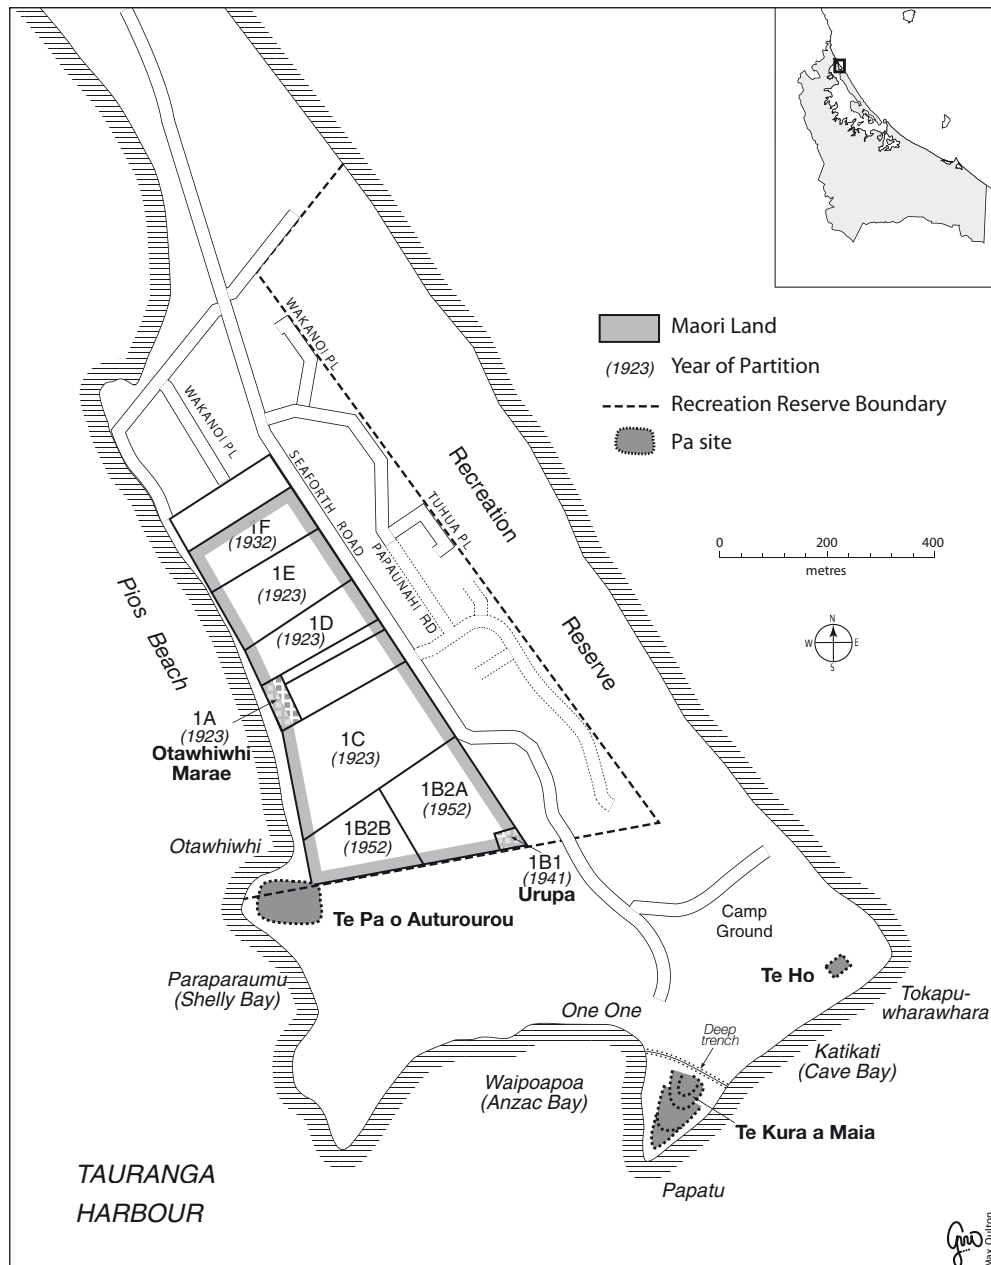 Maori Land
(1923) Year of Partition
Recreation Reserve Boundary
Pa site
0 200 400
metres
N
W E
S
WAKANOI PL
WAKANOI PL
SEAFORTH ROAD
PAPAUNAHI RD
TUHUA PL
Recreation
Reserve
Pios Beach
1F
(1932)
1E
(1923)
1D
(1923)
1A
(1923)
Otawhiwhi
Marae
1C
(1923)
1B2A
(1952)
1B2B
(1952)
1B1
(1941)
Urupa
Otawhiwhi
Te Pa o Auturourou
Camp
Ground
Te Ho
Paraparaumu
(Shelly Bay)
One One
Tokapu-
wharawhara
Deep
trench
Katikati
(Cave Bay)
Waipoapoa
(Anzac Bay)
Te Kura a Maia
Papatu
TAURANGA
HARBOUR
Max Oulton